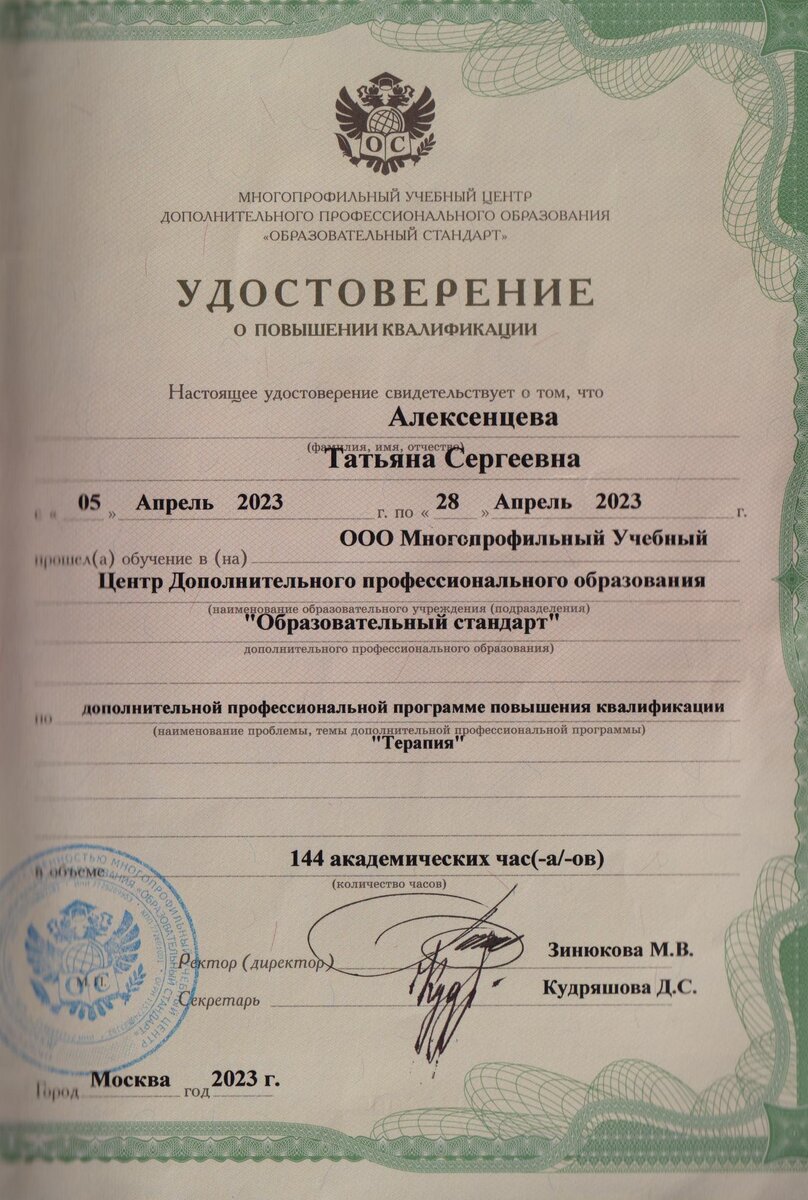 ОС
МНОГОПРОФИЛЬНЫЙ УЧЕБНЫЙ ЦЕНТР
ДОПОЛНИТЕЛЬНОГО ПРОФЕССИОНАЛЬНОГО ОБРАЗОВАНИЯ
«ОБРАЗОВАТЕЛЬНЫЙ СТАНДАРТ»
УДОСТОВЕРЕНИЕ
О ПОВЫШЕНИИ КВАЛИФИКАЦИИ
Настоящее удостоверение свидетельствует о том, что
Алексенцева
(фамилия, имя, отчество)
Татьяна Сергеевна
с « 05 » Апрель 2023 г. по « 28 » Апрель 2023 г.
ООО Многопрофильный Учебный
прошел(а) обучение в (на)
Центр Дополнительного профессионального образования
(наименование образовательного учреждения (подразделения)
"Образовательный стандарт"
дополнительного профессионального образования)
по дополнительной профессиональной программе повышения квалификации
(наименование проблемы, темы дополнительной профессиональной программы)
"Терапия"
в объеме 144 академических час(-а/-ов)
(количество часов)
Ректор (директор) Зинюкова М.В.
Секретарь Кудряшова Д.С.
Город Москва год 2023 г.